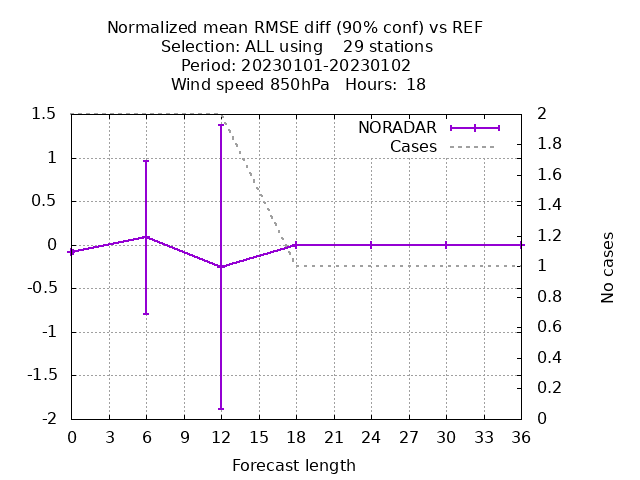 Normalized mean RMSE diff (90% conf) vs REF
Selection: ALL using    29 stations
Period: 20230101-20230102
Wind speed 850hPa   Hours:  18
NORADAR
Cases
1.5
1
0.5
0
-0.5
-1
-1.5
-2
2
1.8
1.6
1.4
1.2
1
0.8
0.6
0.4
0.2
0
No cases
0 3 6 9 12 15 18 21 24 27 30 33 36
Forecast length